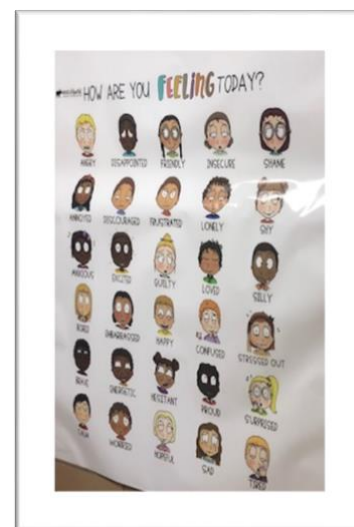 HOW ARE YOU FEELING TODAY?
ANGRY DISAPPOINTED FRIENDLY INSECURE SHAME
ANNOYED DISCOURAGED FRUSTRATED LONELY SHY
ANXIOUS EXCITED GUILTY LOVED SILLY
BORED EMBARRASSED HAPPY CONFUSED STRESSED OUT
BRAVE ENERGETIC HESITANT PROUD SURPRISED
CALM WORRIED HOPEFUL SAD TIRED